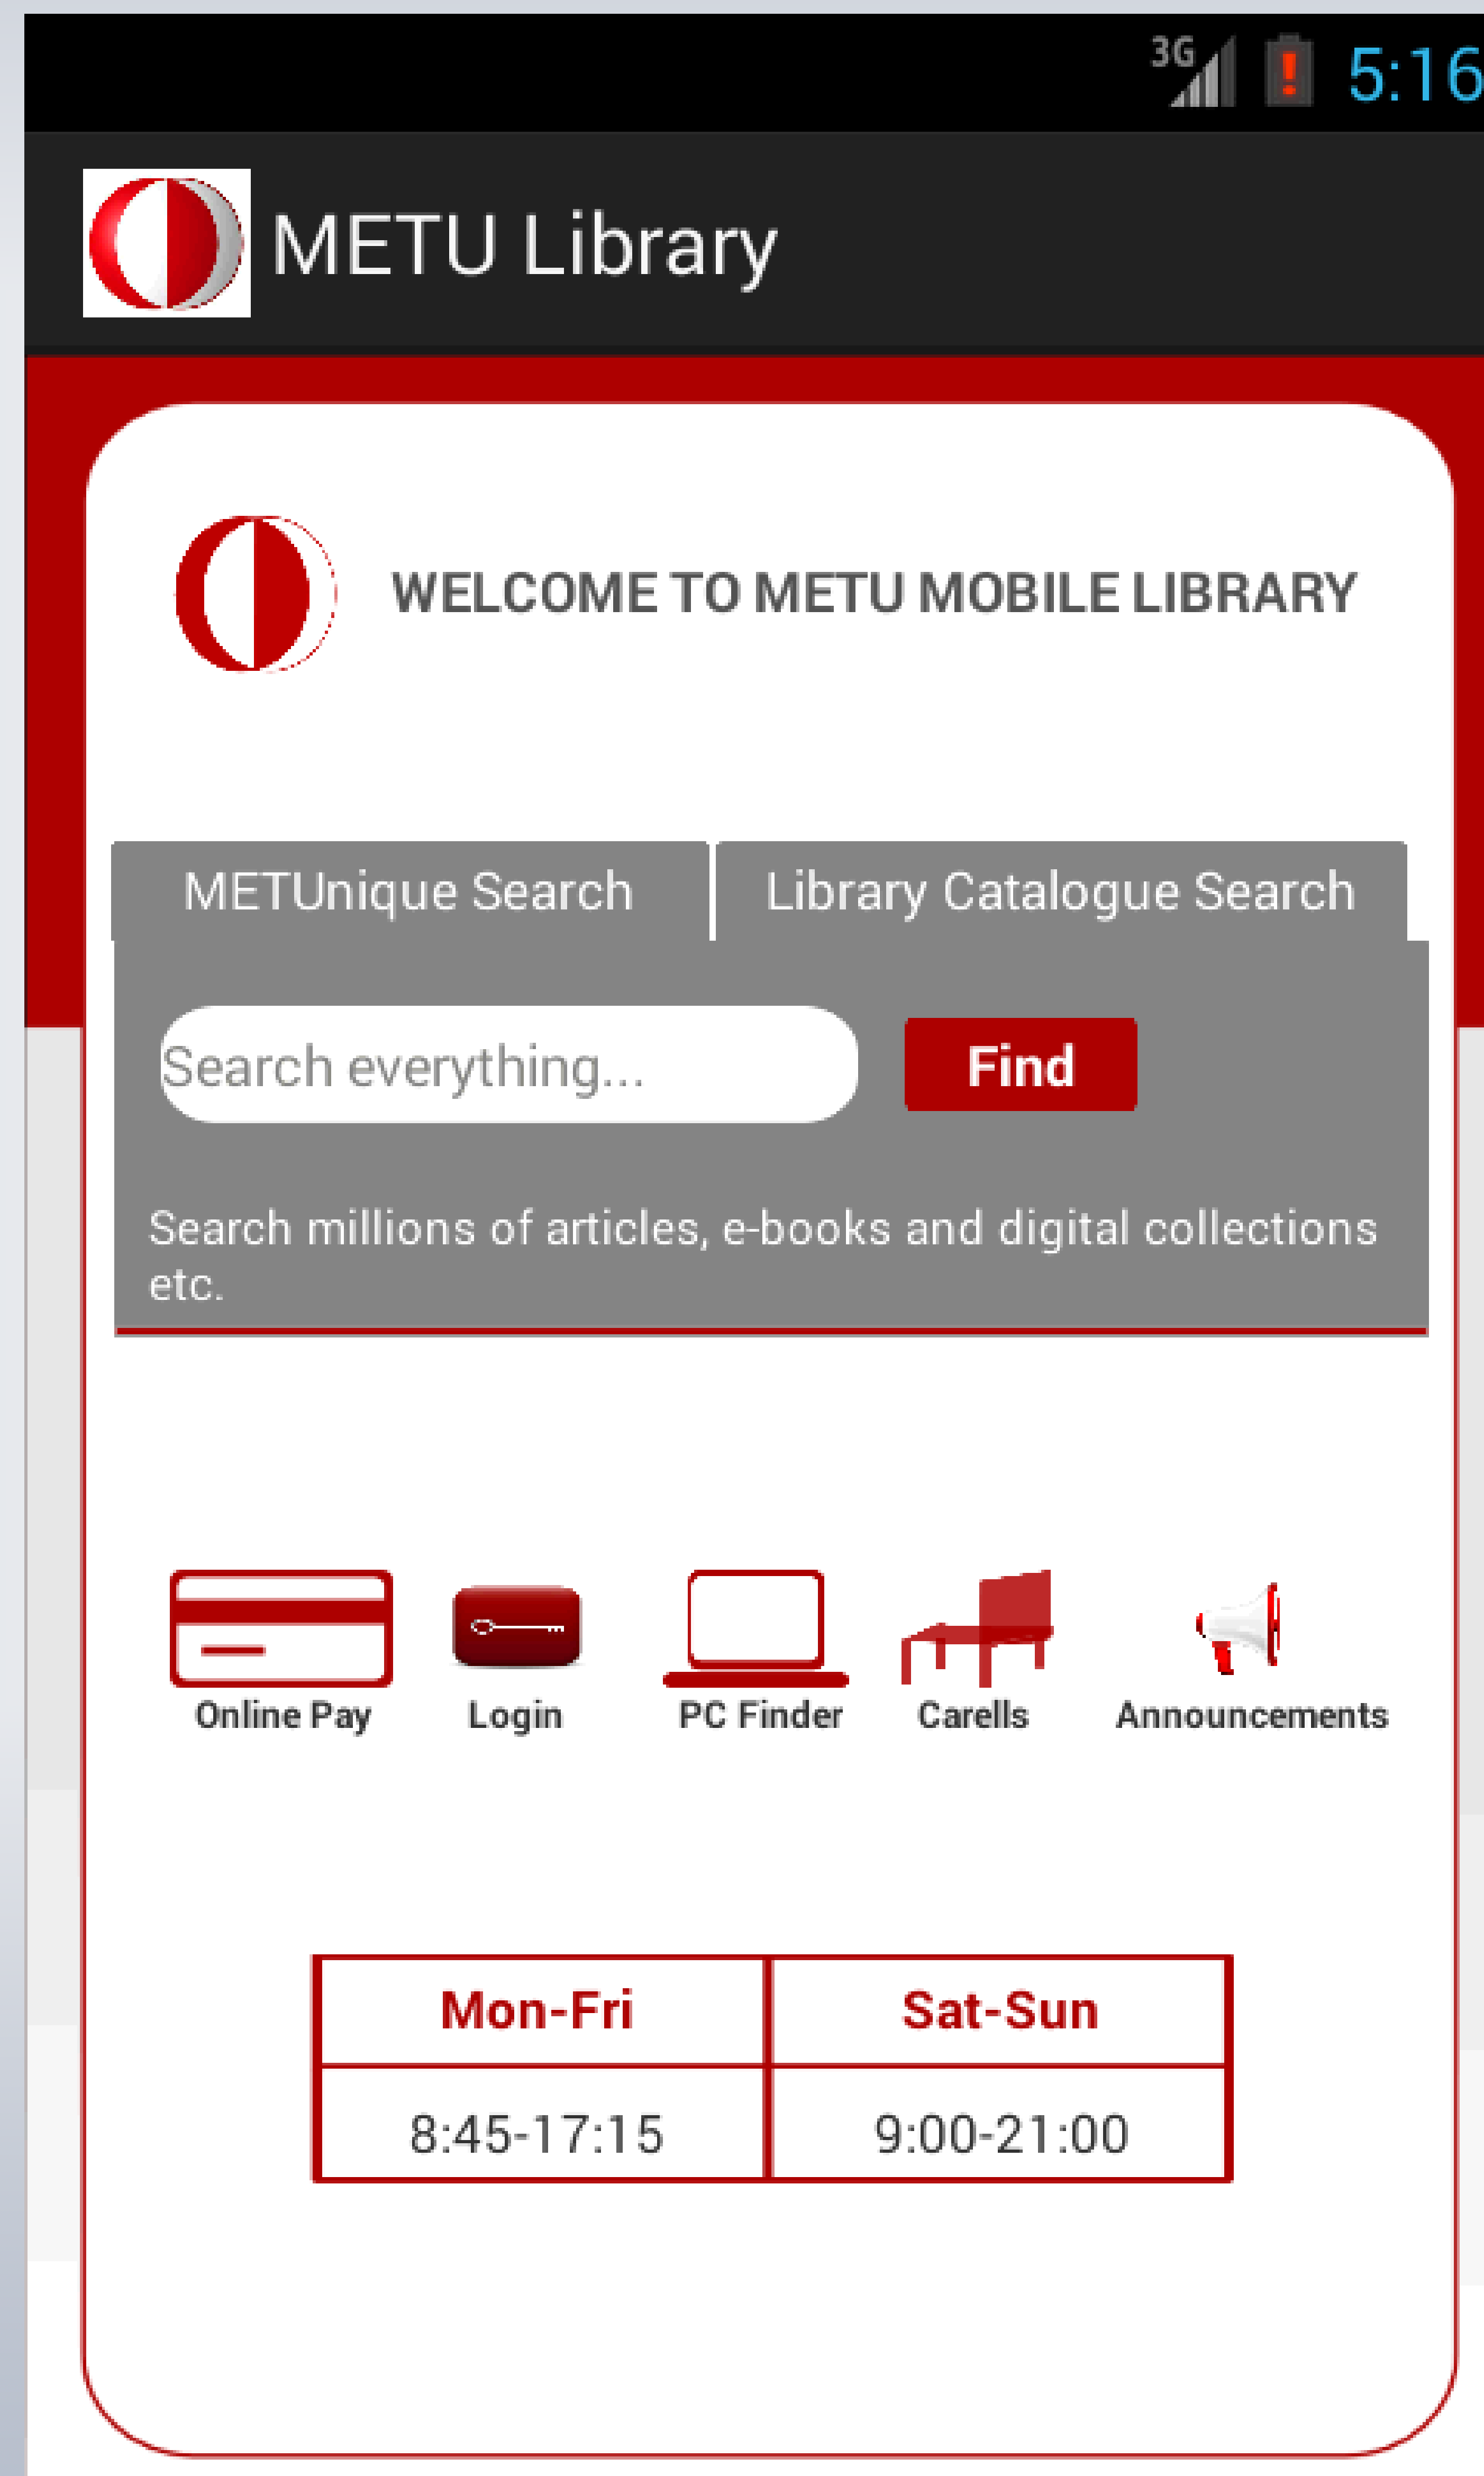 3G 5:16
METU Library
WELCOME TO METU MOBILE LIBRARY
METUnique Search Library Catalogue Search
Search everything... Find
Search millions of articles, e-books and digital collections
etc.
Online Pay Login PC Finder Carells Announcements
Mon-Fri Sat-Sun
8:45-17:15 9:00-21:00